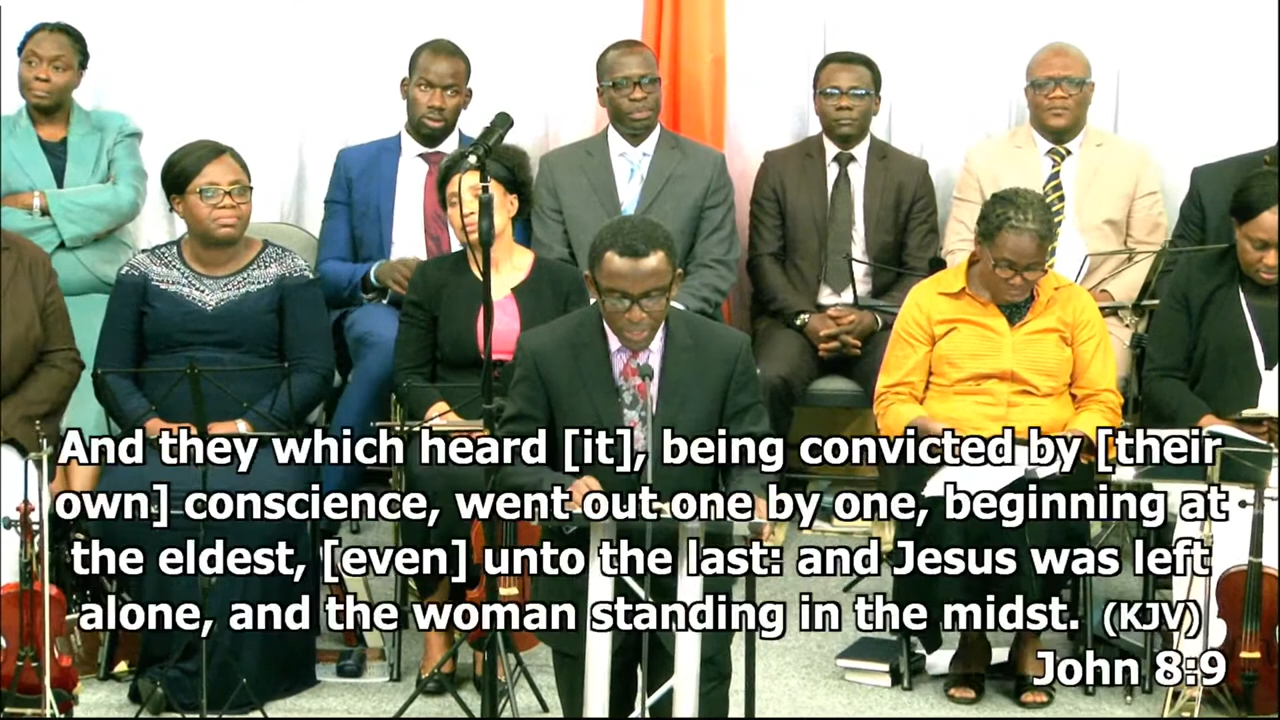 And they which heard [it], being convicted by [their
own] conscience, went out one by one, beginning at
the eldest, [even] unto the last: and Jesus was left
alone, and the woman standing in the midst. (KJV)
John 8:9